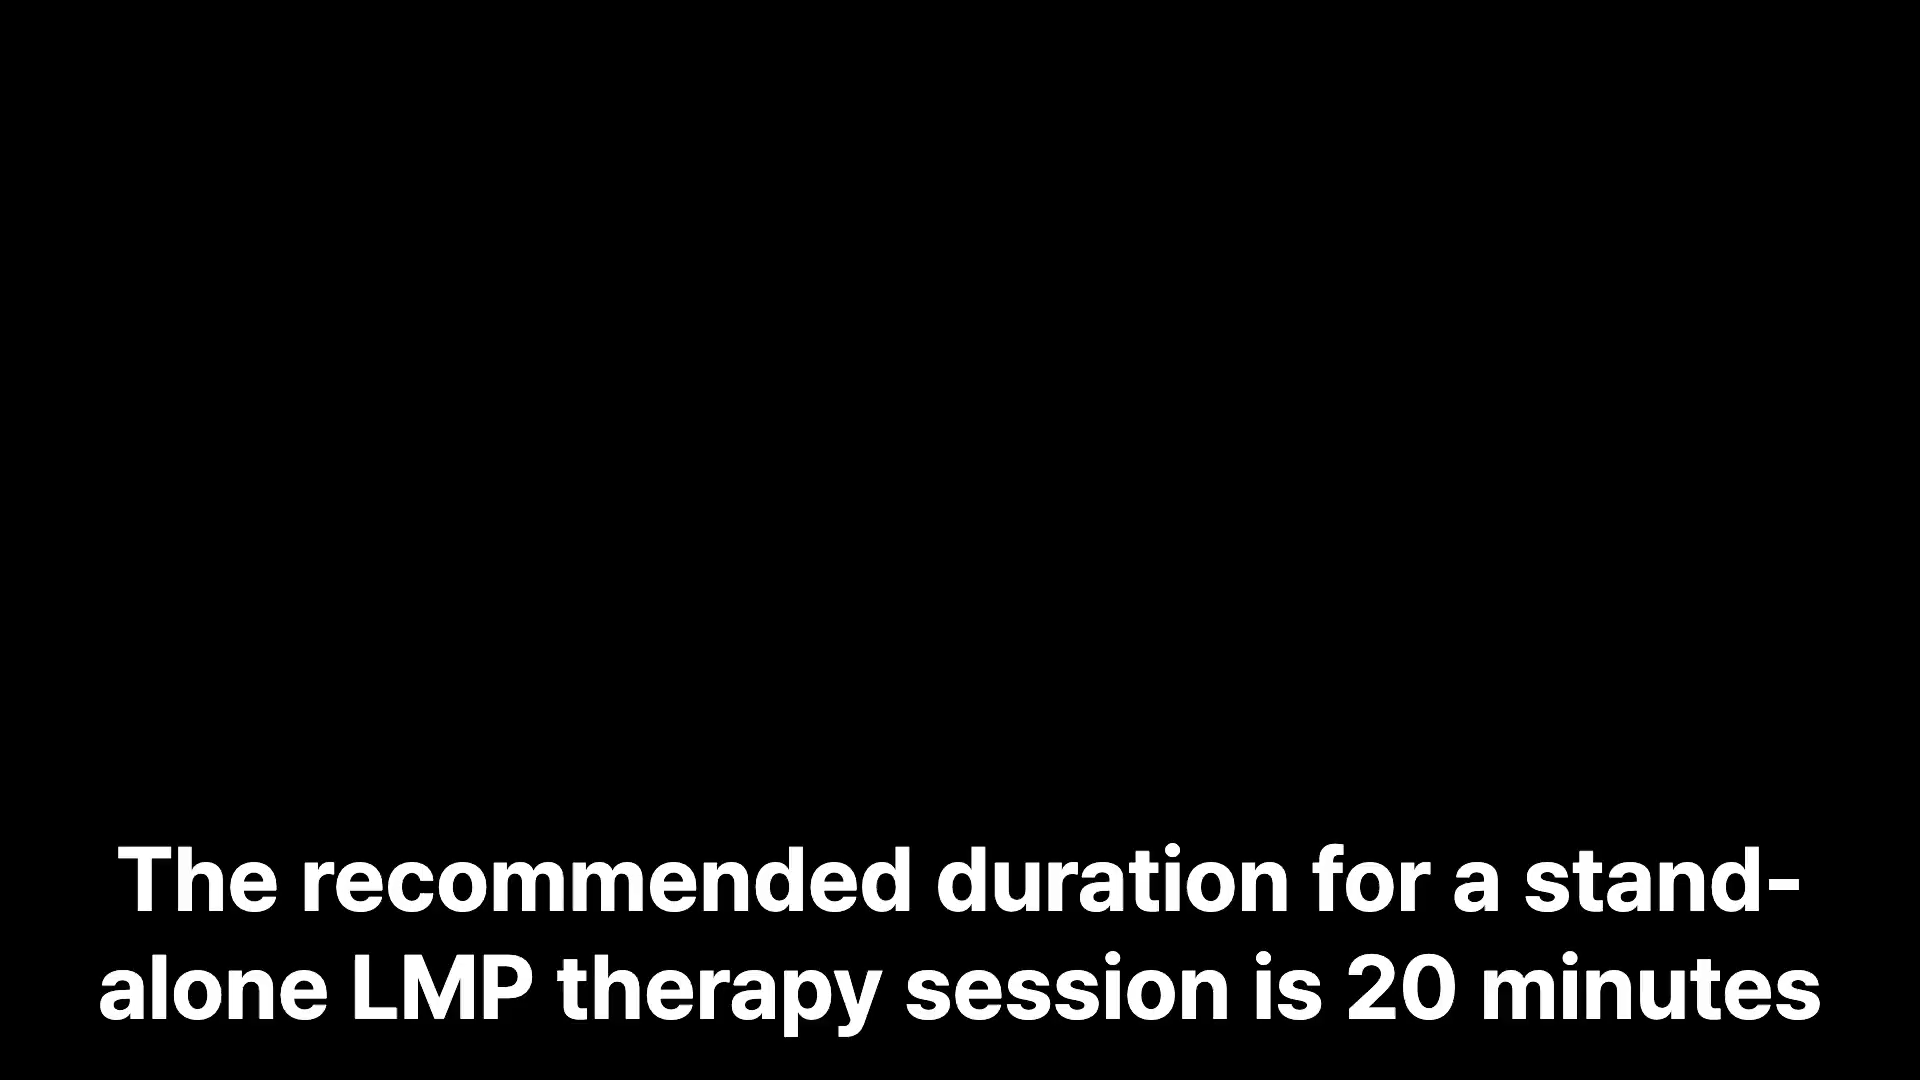 The recommended duration for a stand-
alone LMP therapy session is 20 minutes